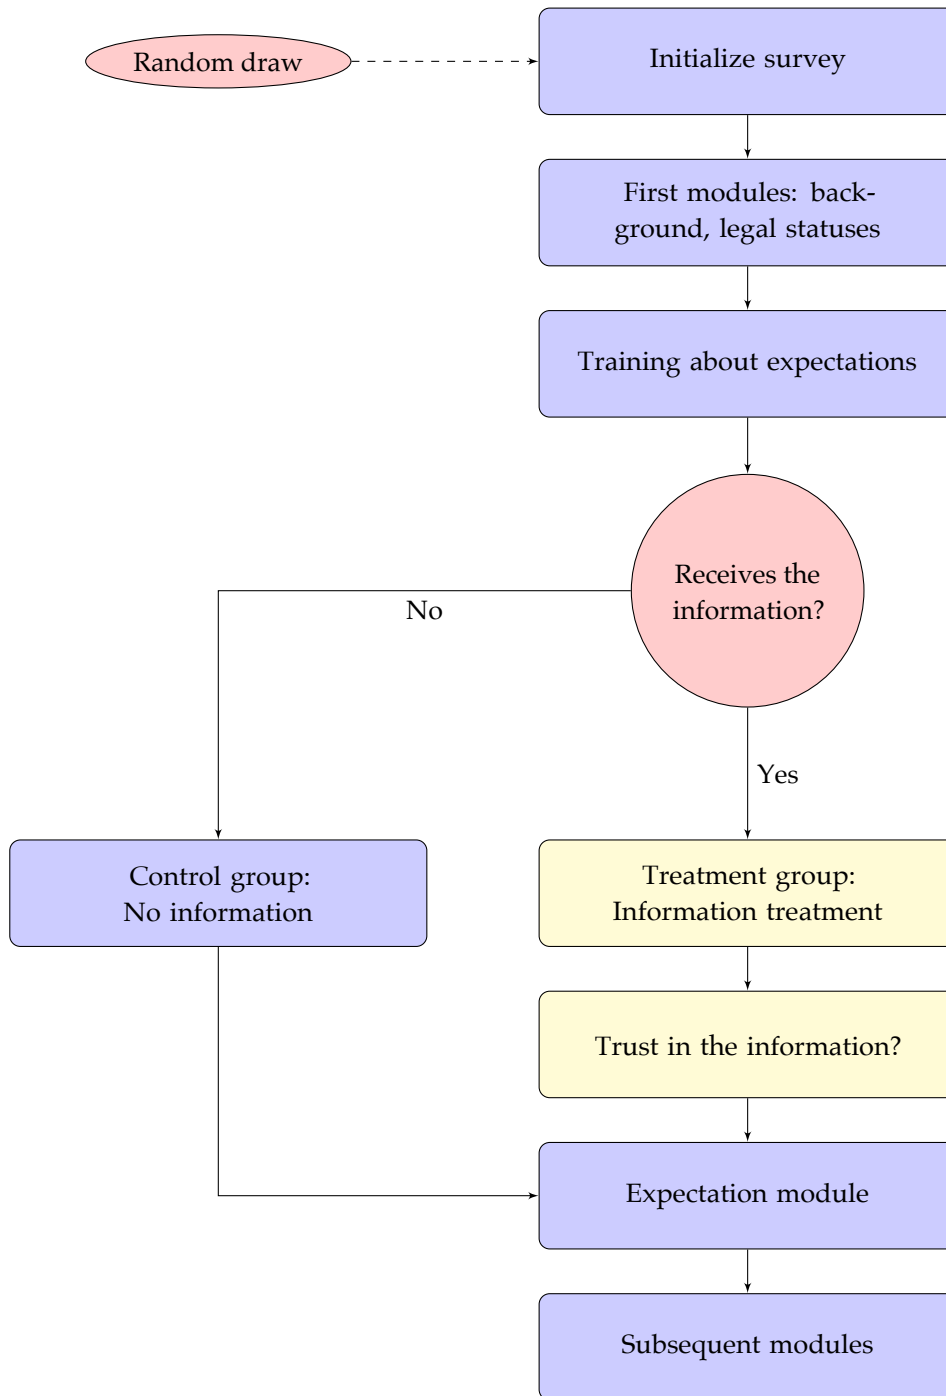 Random draw
Initialize survey
First modules: back-
ground, legal statuses
Training about expectations
Receives the
information?
No
Yes
Control group:
No information
Treatment group:
Information treatment
Trust in the information?
Expectation module
Subsequent modules